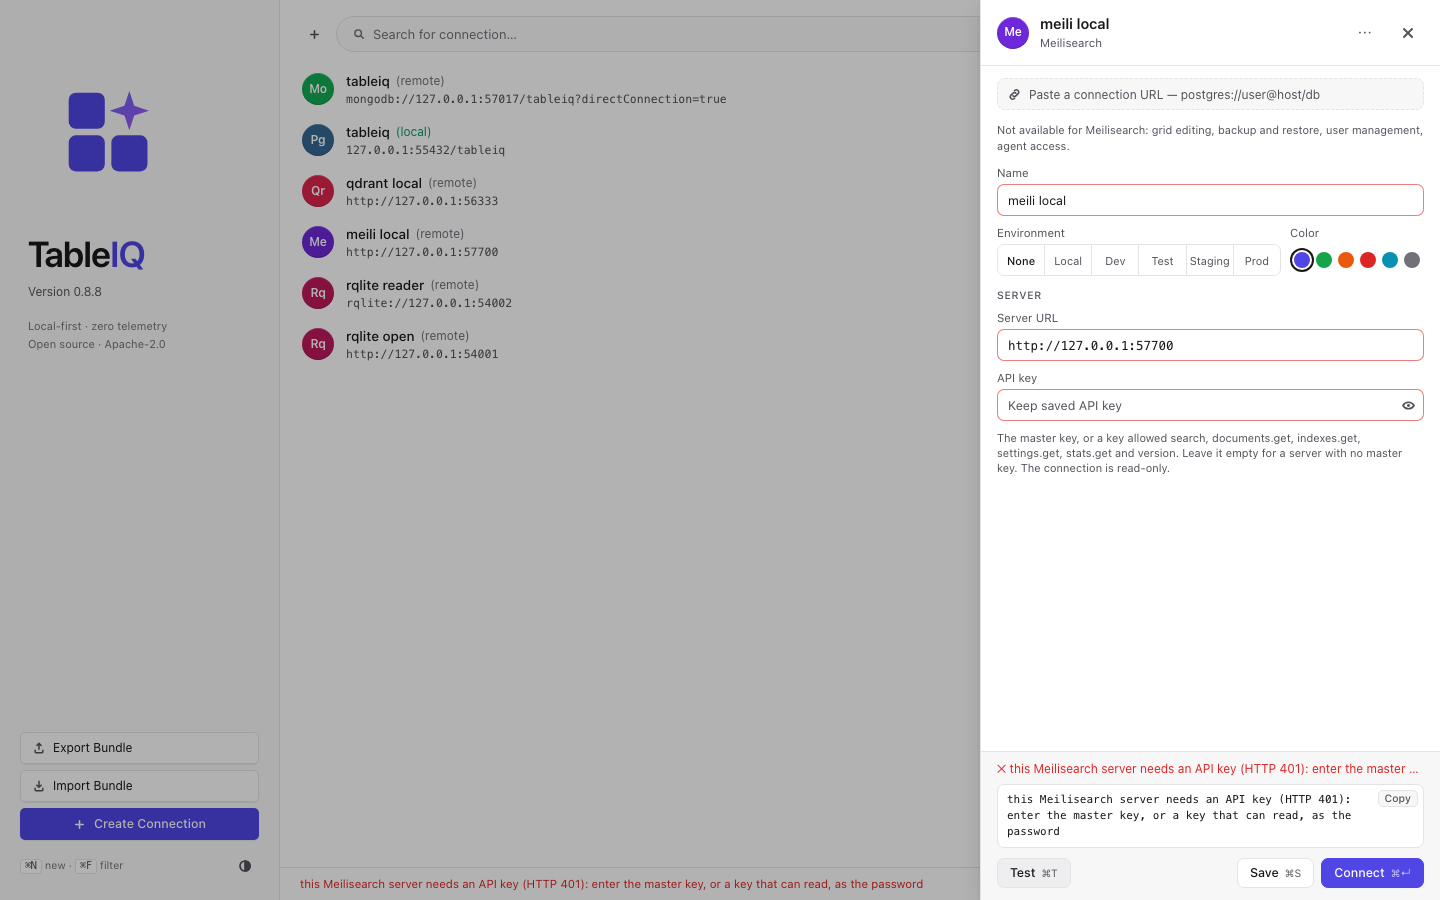 TableIQ
Version 0.8.8
Local-first · zero telemetry
Open source · Apache-2.0
Export Bundle
Import Bundle
+ Create Connection
⌘N new · ⌘F filter
+
Search for connection...
Mo
tableiq (remote)
mongodb://127.0.0.1:57017/tableiq?directConnection=true
Pg
tableiq (local)
127.0.0.1:55432/tableiq
Qr
qdrant local (remote)
http://127.0.0.1:56333
Me
meili local (remote)
http://127.0.0.1:57700
Rq
rqlite reader (remote)
rqlite://127.0.0.1:54002
Rq
rqlite open (remote)
http://127.0.0.1:54001
this Meilisearch server needs an API key (HTTP 401): enter the master key, or a key that can read, as the password
Me
meili local
Meilisearch
Paste a connection URL — postgres://user@host/db
Not available for Meilisearch: grid editing, backup and restore, user management,
agent access.
Name
meili local
Environment
Color
None Local Dev Test Staging Prod
SERVER
Server URL
http://127.0.0.1:57700
API key
Keep saved API key
The master key, or a key allowed search, documents.get, indexes.get,
settings.get, stats.get and version. Leave it empty for a server with no master
key. The connection is read-only.
this Meilisearch server needs an API key (HTTP 401): enter the master ...
this Meilisearch server needs an API key (HTTP 401):
enter the master key, or a key that can read, as the
password
Copy
Test ⌘T
Save ⌘S
Connect ⌘↵